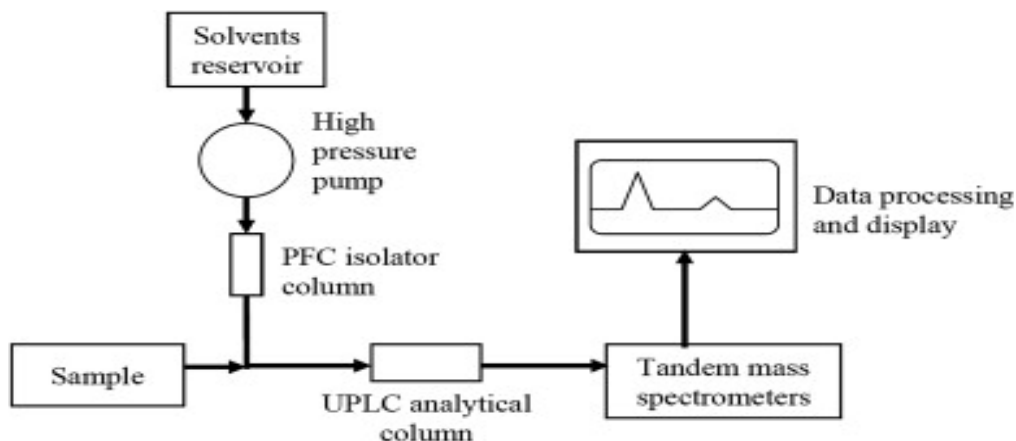 Solvents
reservoir
High
pressure
pump
PFC isolator
column
Sample
UPLC analytical
column
Tandem mass
spectrometers
Data processing
and display